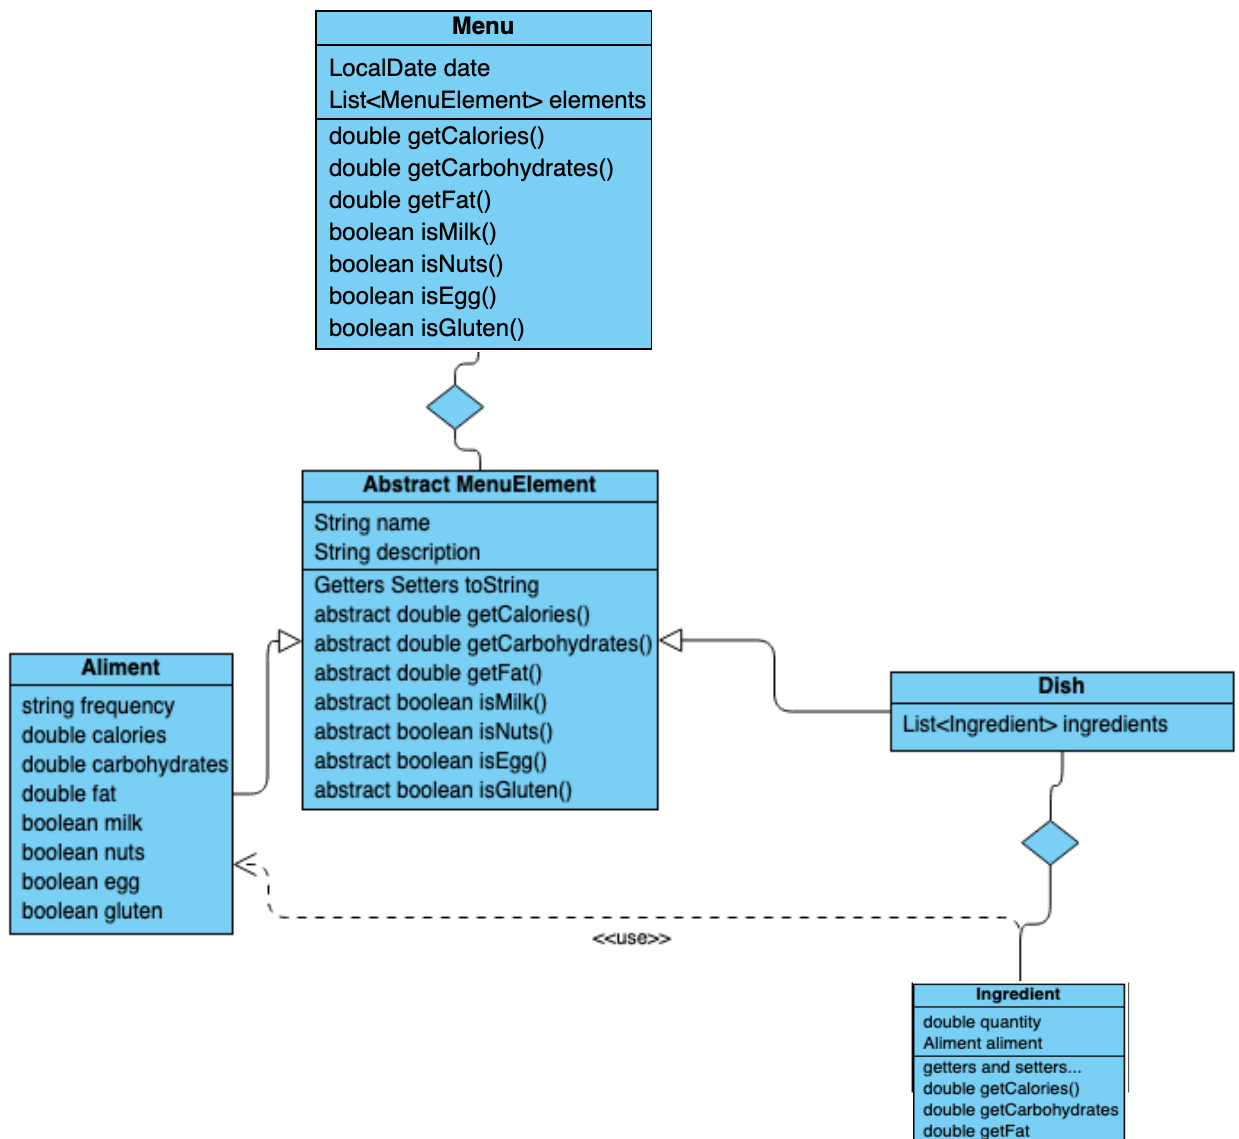 Menu
LocalDate date
List<MenuElement> elements
double getCalories()
double getCarbohydrates()
double getFat()
boolean isMilk()
boolean isNuts()
boolean isEgg()
boolean isGluten()
Abstract MenuElement
String name
String description
Getters Setters toString
abstract double getCalories()
abstract double getCarbohydrates()
abstract double getFat()
abstract boolean isMilk()
abstract boolean isNuts()
abstract boolean isEgg()
abstract boolean isGluten()
Aliment
string frequency
double calories
double carbohydrates
double fat
boolean milk
boolean nuts
boolean egg
boolean gluten
Dish
List<Ingredient> ingredients
<<use>>
Ingredient
double quantity
Aliment aliment
getters and setters...
double getCalories()
double getCarbohydrates
double getFat